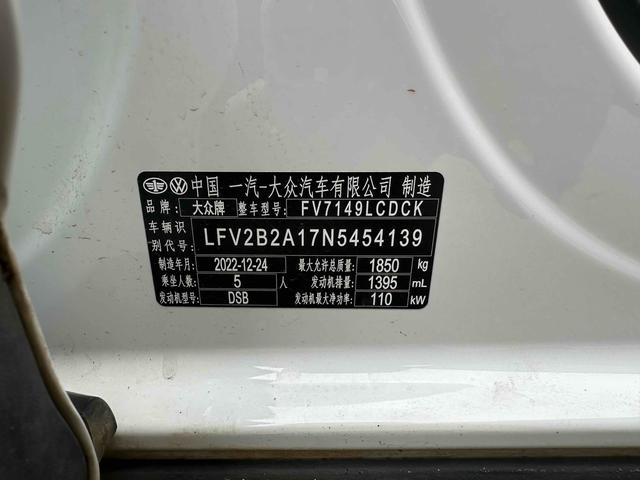 中国 一汽-大众汽车有限公司 制造
品牌: 大众牌 整车型号: FV7149LCDCK
车辆识别代号: LFV2B2A17N5454139
制造年月: 2022-12-24 最大允许总质量: 1850 kg
乘坐人数: 5 人 发动机排量: 1395 mL
发动机型号: DSB 发动机最大净功率: 110 kW